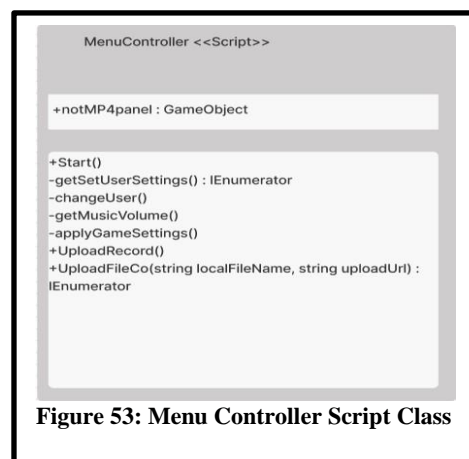 MenuController <<Script>>
+notMP4panel : GameObject
+Start()
-getSetUserSettings() : IEnumerator
-changeUser()
-getMusicVolume()
-applyGameSettings()
+UploadRecord()
+UploadFileCo(string localFileName, string uploadUrl) :
IEnumerator
Figure 53: Menu Controller Script Class